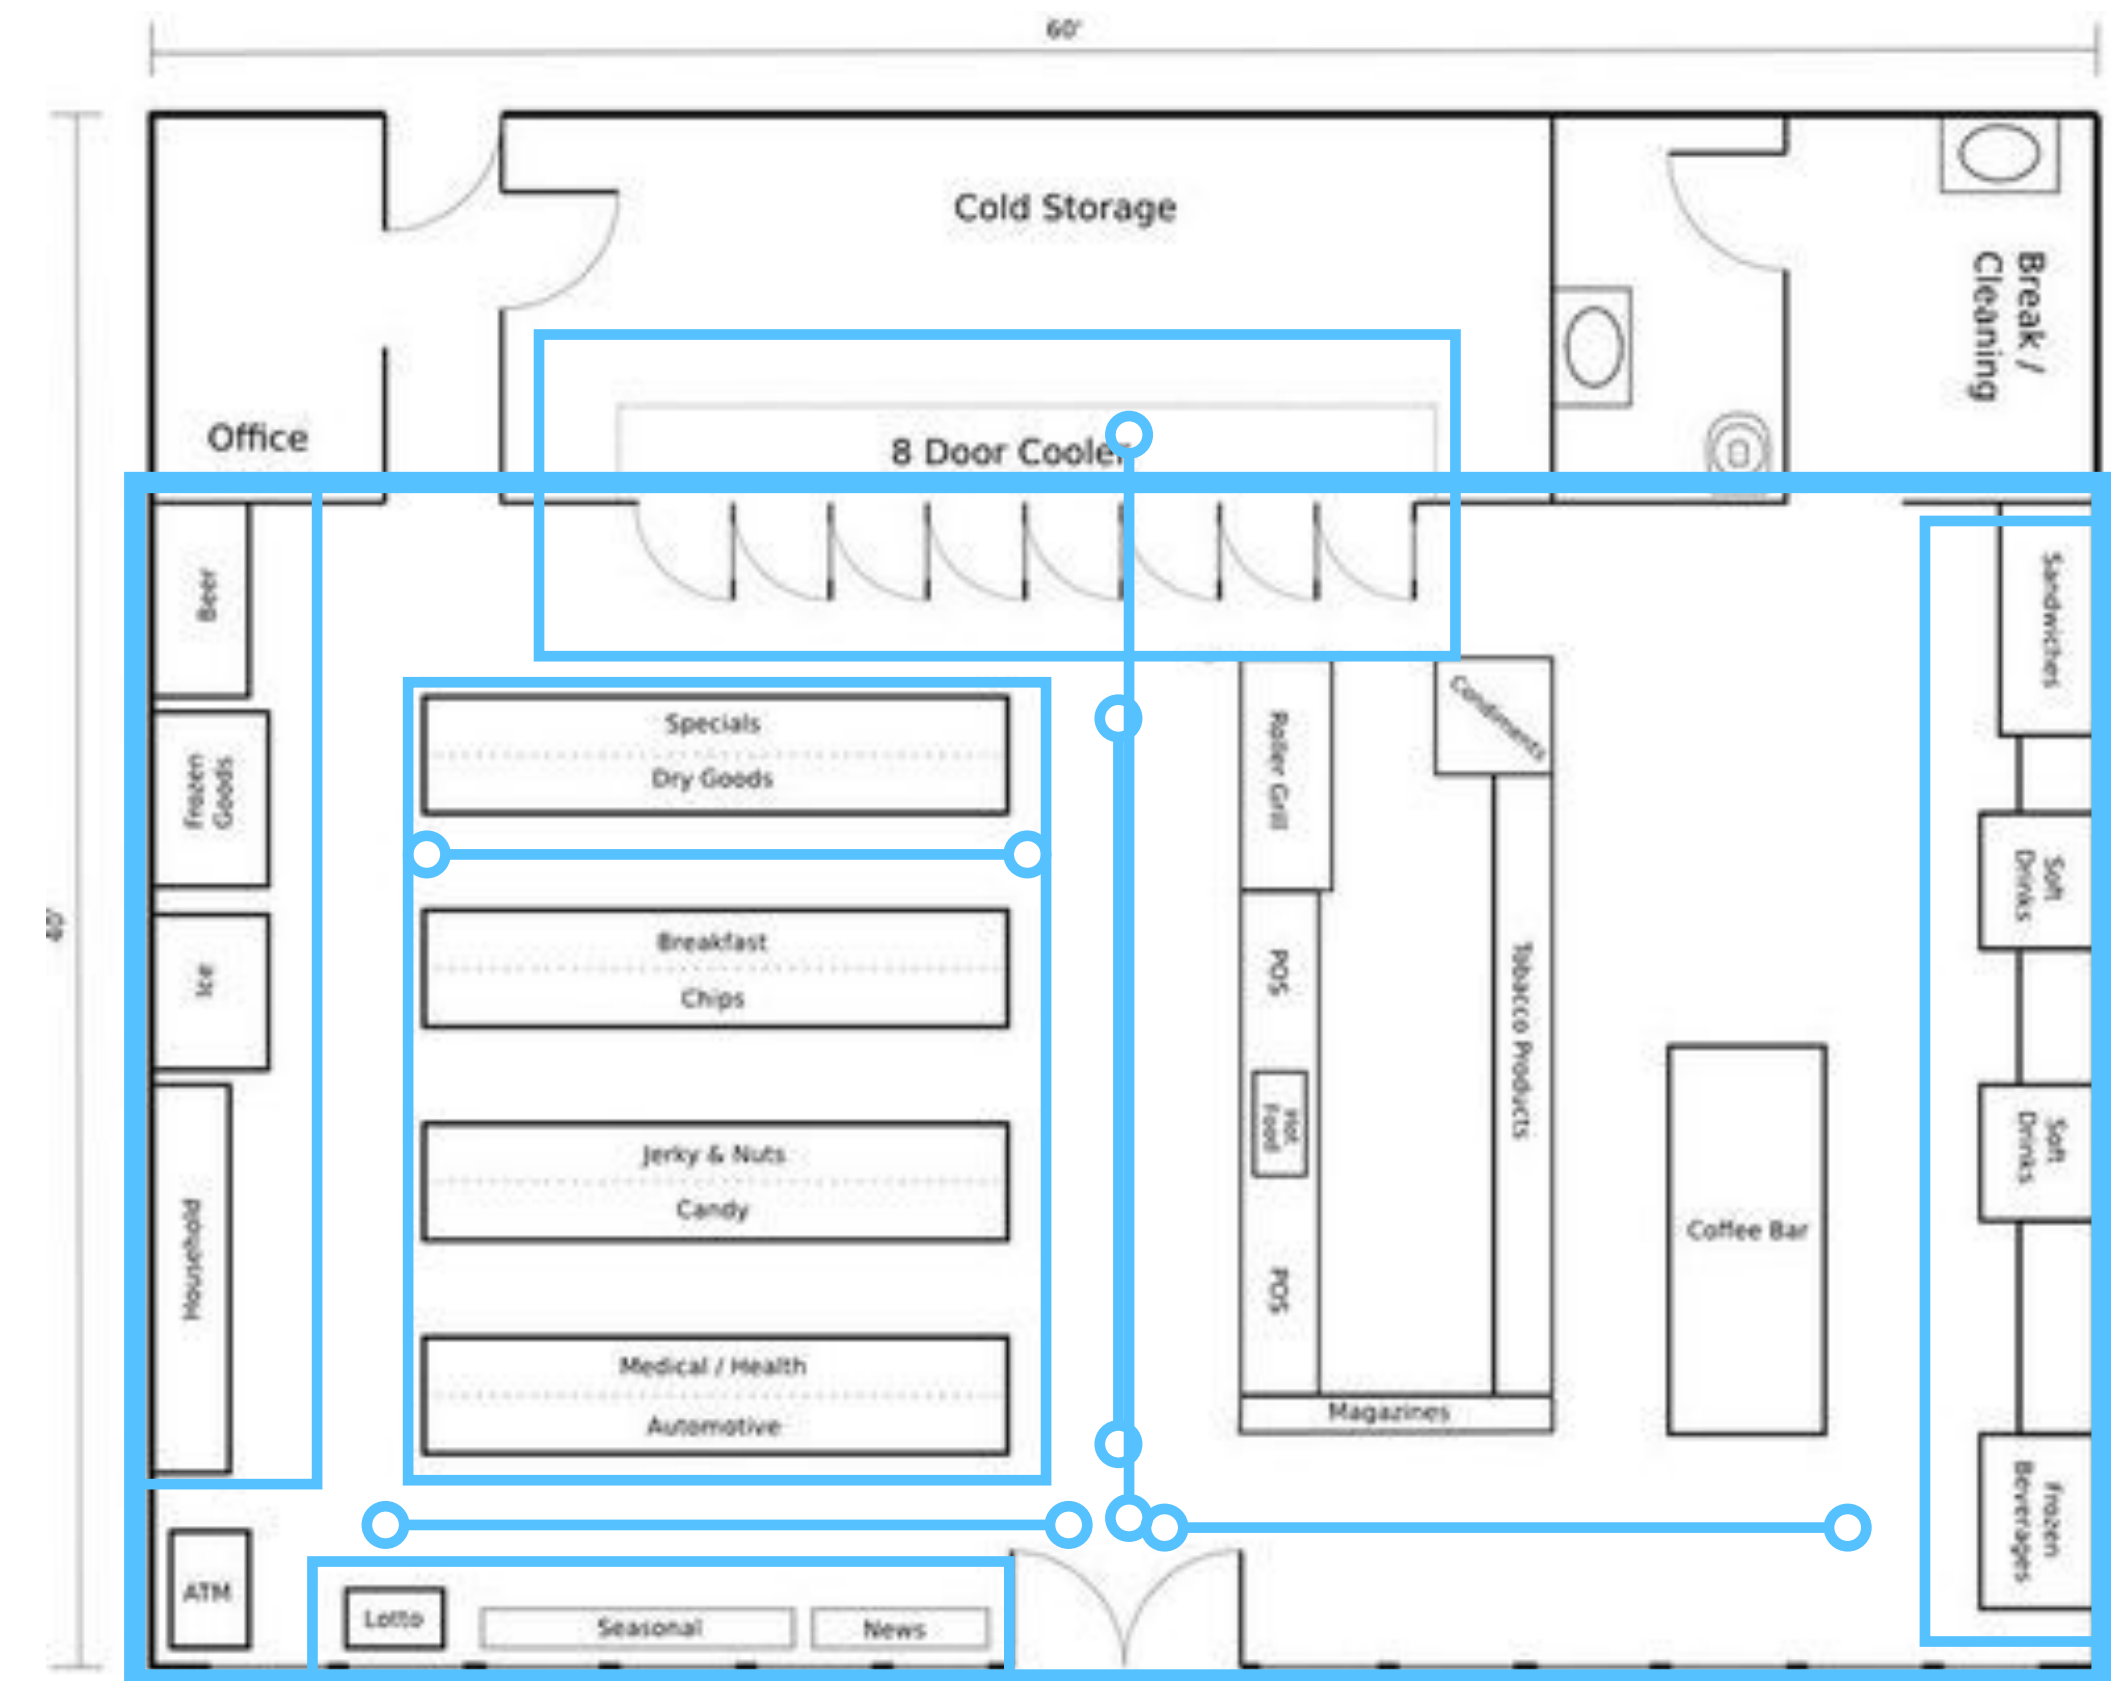 60'
Cold Storage
Break /
Cleaning
Office
8 Door Cooler
Beer
Sandwiches
Condiments
Specials
Roller Grill
Dry Goods
Frozen
Goods
Soft
Drinks
40'
Breakfast
POS
Ice
Chips
Tobacco Products
Hot
Food
Soft
Drinks
Jerky & Nuts
Candy
Coffee Bar
Household
POS
Medical / Health
Magazines
Automotive
Frozen
Beverages
ATM
Lotto
Seasonal
News